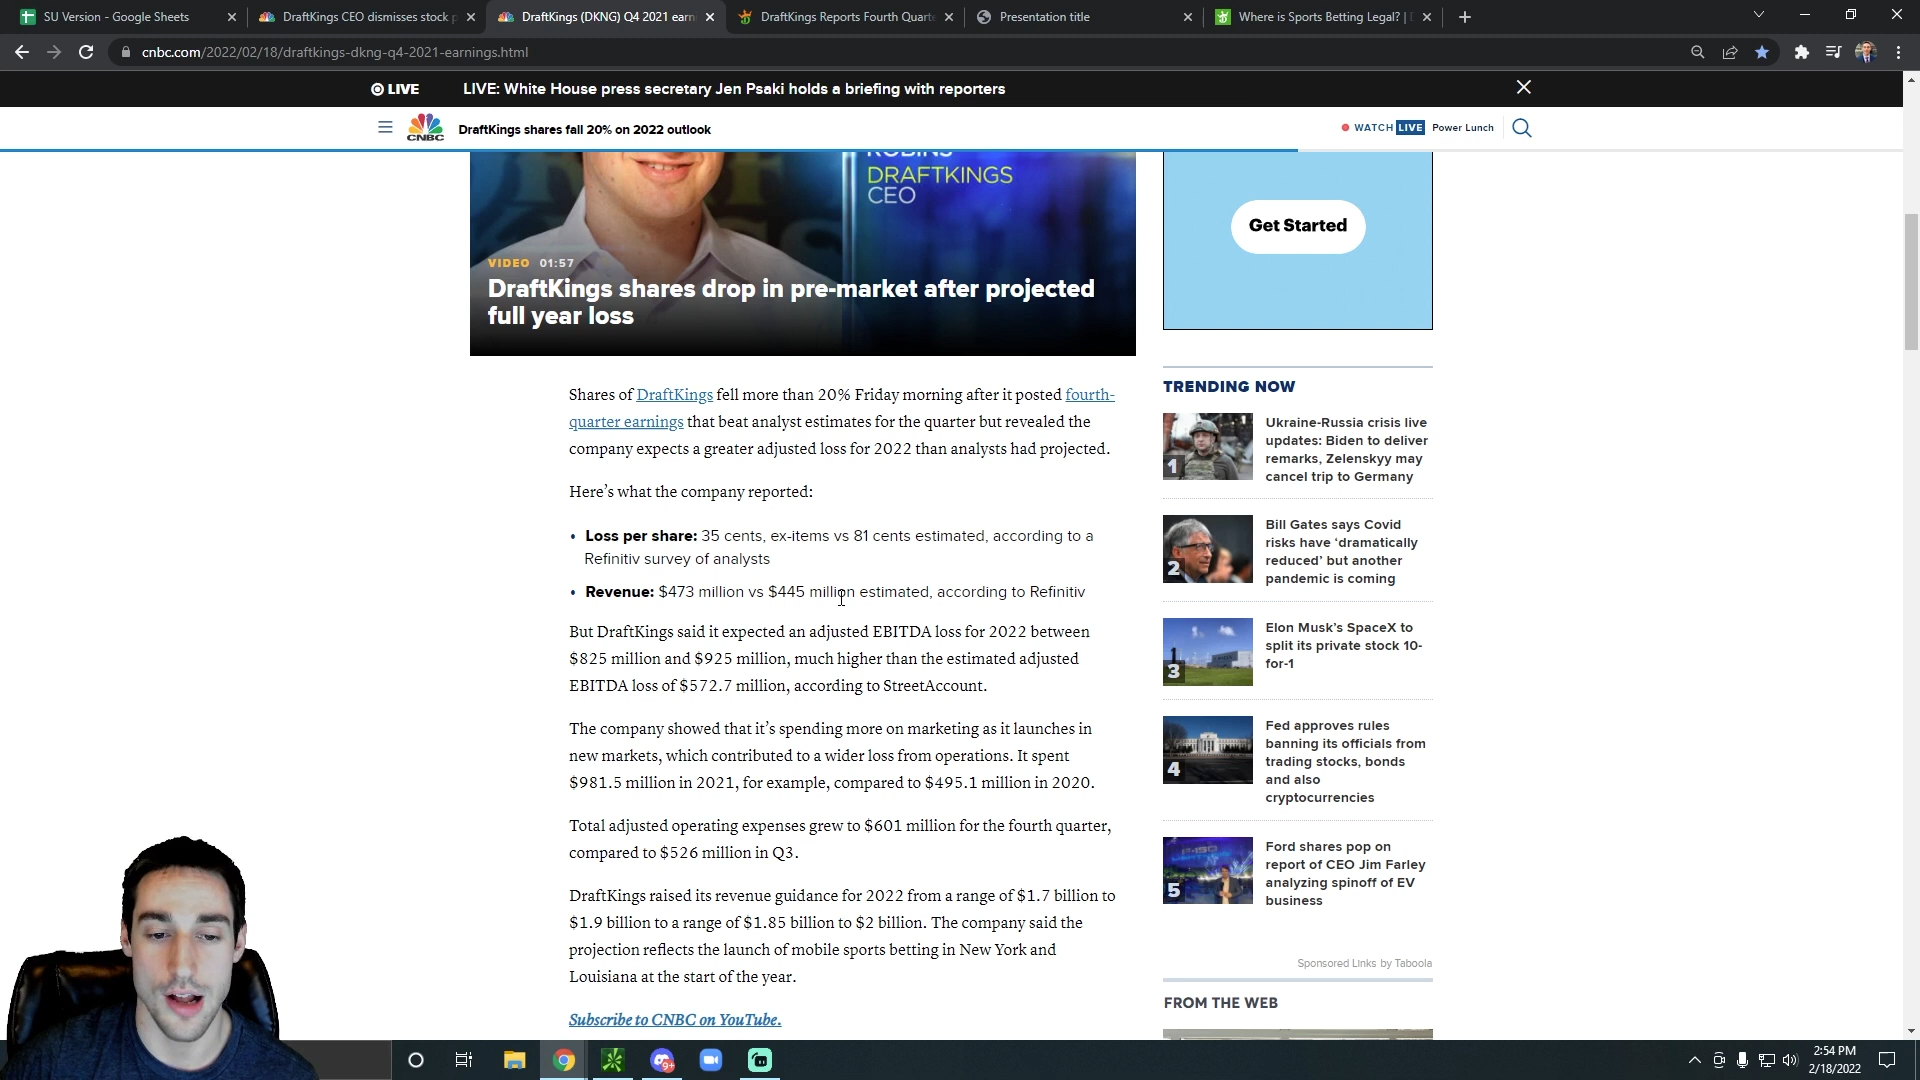 SU Version - Google Sheets
DraftKings CEO dismisses stock p
DraftKings (DKNG) Q4 2021 earn
DraftKings Reports Fourth Quarte
Presentation title
Where is Sports Betting Legal? |
cnbc.com/2022/02/18/draftkings-dkng-q4-2021-earnings.html
LIVE
LIVE: White House press secretary Jen Psaki holds a briefing with reporters
CNBC
DraftKings shares fall 20% on 2022 outlook
WATCH LIVE Power Lunch
ROBINS
DRAFTKINGS
CEO
VIDEO 01:57
DraftKings shares drop in pre-market after projected
full year loss
Get Started
Shares of DraftKings fell more than 20% Friday morning after it posted fourth-
quarter earnings that beat analyst estimates for the quarter but revealed the
company expects a greater adjusted loss for 2022 than analysts had projected.
Here’s what the company reported:
• Loss per share: 35 cents, ex-items vs 81 cents estimated, according to a
Refinitiv survey of analysts
• Revenue: $473 million vs $445 million estimated, according to Refinitiv
But DraftKings said it expected an adjusted EBITDA loss for 2022 between
$825 million and $925 million, much higher than the estimated adjusted
EBITDA loss of $572.7 million, according to StreetAccount.
The company showed that it’s spending more on marketing as it launches in
new markets, which contributed to a wider loss from operations. It spent
$981.5 million in 2021, for example, compared to $495.1 million in 2020.
Total adjusted operating expenses grew to $601 million for the fourth quarter,
compared to $526 million in Q3.
DraftKings raised its revenue guidance for 2022 from a range of $1.7 billion to
$1.9 billion to a range of $1.85 billion to $2 billion. The company said the
projection reflects the launch of mobile sports betting in New York and
Louisiana at the start of the year.
Subscribe to CNBC on YouTube.
TRENDING NOW
1
Ukraine-Russia crisis live
updates: Biden to deliver
remarks, Zelenskyy may
cancel trip to Germany
2
Bill Gates says Covid
risks have ‘dramatically
reduced’ but another
pandemic is coming
3
Elon Musk’s SpaceX to
split its private stock 10-
for-1
4
Fed approves rules
banning its officials from
trading stocks, bonds
and also
cryptocurrencies
5
Ford shares pop on
report of CEO Jim Farley
analyzing spinoff of EV
business
Sponsored Links by Taboola
FROM THE WEB
9+
2:54 PM
2/18/2022